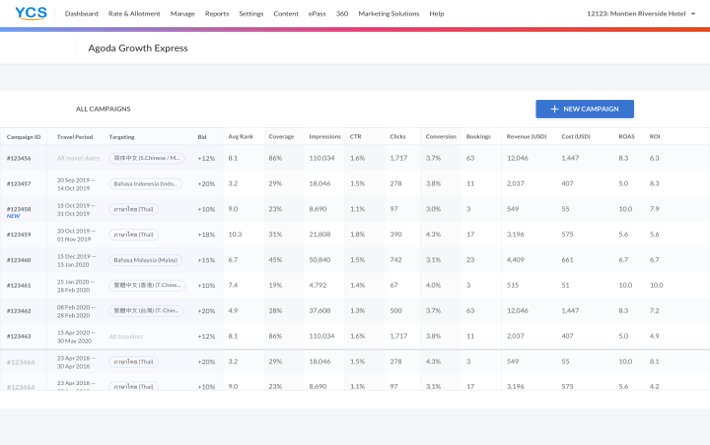 YCS Dashboard Rate & Allotment Manage Reports Settings Content ePass 360 Marketing Solutions Help 12123: Montien Riverside Hotel
Agoda Growth Express
ALL CAMPAIGNS + NEW CAMPAIGN
Campaign ID Travel Period Targeting Bid Avg Rank Coverage Impressions CTR Clicks Conversion Bookings Revenue (USD) Cost (USD) ROAS ROI
#123456 All travel dates 简体中文 (S.Chinese / M... +12% 8.1 86% 110,034 1.6% 1,717 3.7% 63 12,046 1,447 8.3 6.3
#123457 20 Sep 2019 — 14 Oct 2019 Bahasa Indonesia (Indo... +20% 3.2 29% 18,046 1.5% 278 3.8% 11 2,037 407 5.0 8.3
#123458 NEW 15 Oct 2019 — 31 Oct 2019 ภาษาไทย (Thai) +10% 9.0 23% 8,690 1.1% 97 3.0% 3 549 55 10.0 7.9
#123459 20 Oct 2019 — 01 Nov 2019 ภาษาไทย (Thai) +18% 10.3 31% 21,808 1.8% 390 4.3% 17 3,196 575 5.6 5.6
#123460 15 Dec 2019 — 15 Jan 2020 Bahasa Malaysia (Malay) +15% 6.7 45% 50,840 1.5% 742 3.1% 23 4,409 661 6.7 6.7
#123461 25 Jan 2020 — 28 Feb 2020 繁體中文 (香港) (T.Chine... +10% 7.4 19% 4,792 1.4% 67 4.0% 3 515 51 10.0 10.0
#123462 08 Feb 2020 — 28 Feb 2020 繁體中文 (台灣) (T. Chin... +20% 4.9 28% 37,608 1.3% 500 3.7% 63 12,046 1,447 8.3 7.2
#123463 15 Apr 2020 — 30 May 2020 All travelers +12% 8.1 86% 110,034 1.6% 1,717 3.8% 11 2,037 407 5.0 4.9
#123464 23 Apr 2018 — 30 Apr 2018 ภาษาไทย (Thai) +20% 3.2 29% 18,046 1.5% 278 4.3% 3 549 55 10.0 8.1
#123464 23 Apr 2018 — ภาษาไทย (Thai) +10% 9.0 23% 8,690 1.1% 97 3.1% 17 3,196 575 5.6 4.2